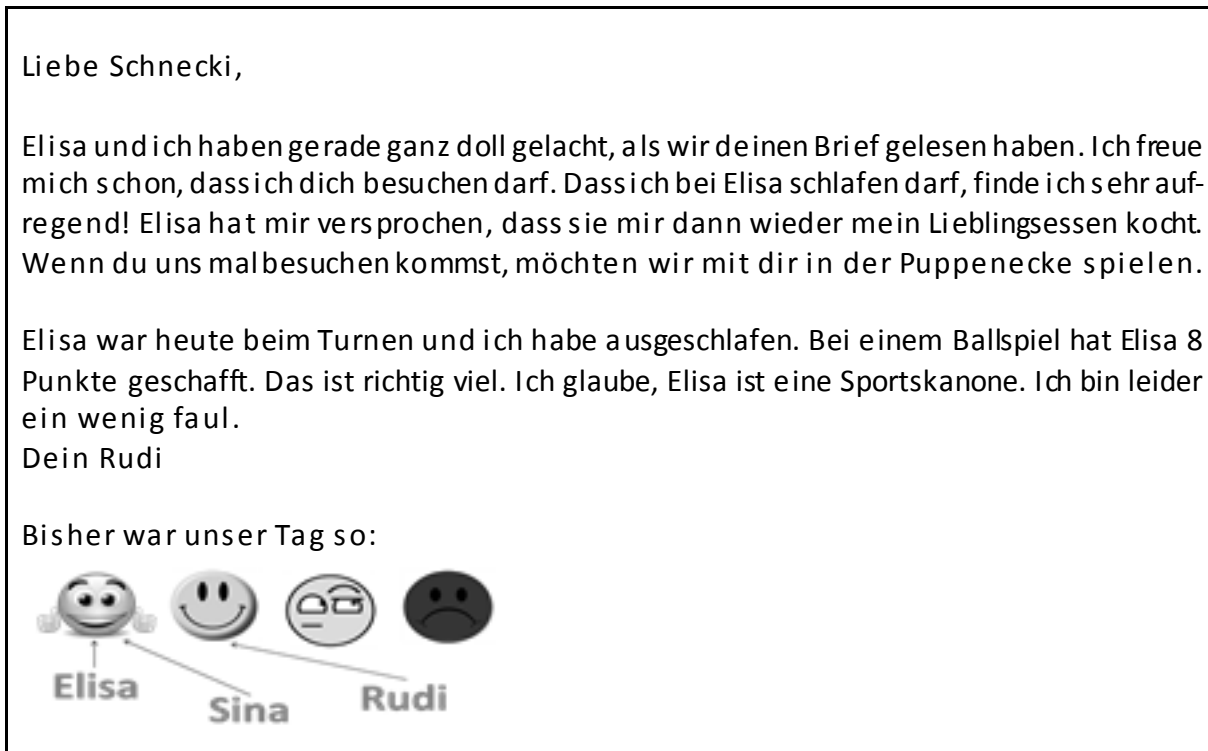 Liebe Schnecki,
Elisa und ich haben gerade ganz doll gelacht, als wir deinen Brief gelesen haben. Ich freue
mich schon, dass ich dich besuchen darf. Dass ich bei Elisa schlafen darf, finde ich sehr auf-
regend! Elisa hat mir versprochen, dass sie mir dann wieder mein Lieblingsessen kocht.
Wenn du uns mal besuchen kommst, möchten wir mit dir in der Puppenecke spielen.
Elisa war heute beim Turnen und ich habe ausgeschlafen. Bei einem Ballspiel hat Elisa 8
Punkte geschafft. Das ist richtig viel. Ich glaube, Elisa ist eine Sportskanone. Ich bin leider
ein wenig faul.
Dein Rudi
Bisher war unser Tag so:
Elisa
Sina
Rudi